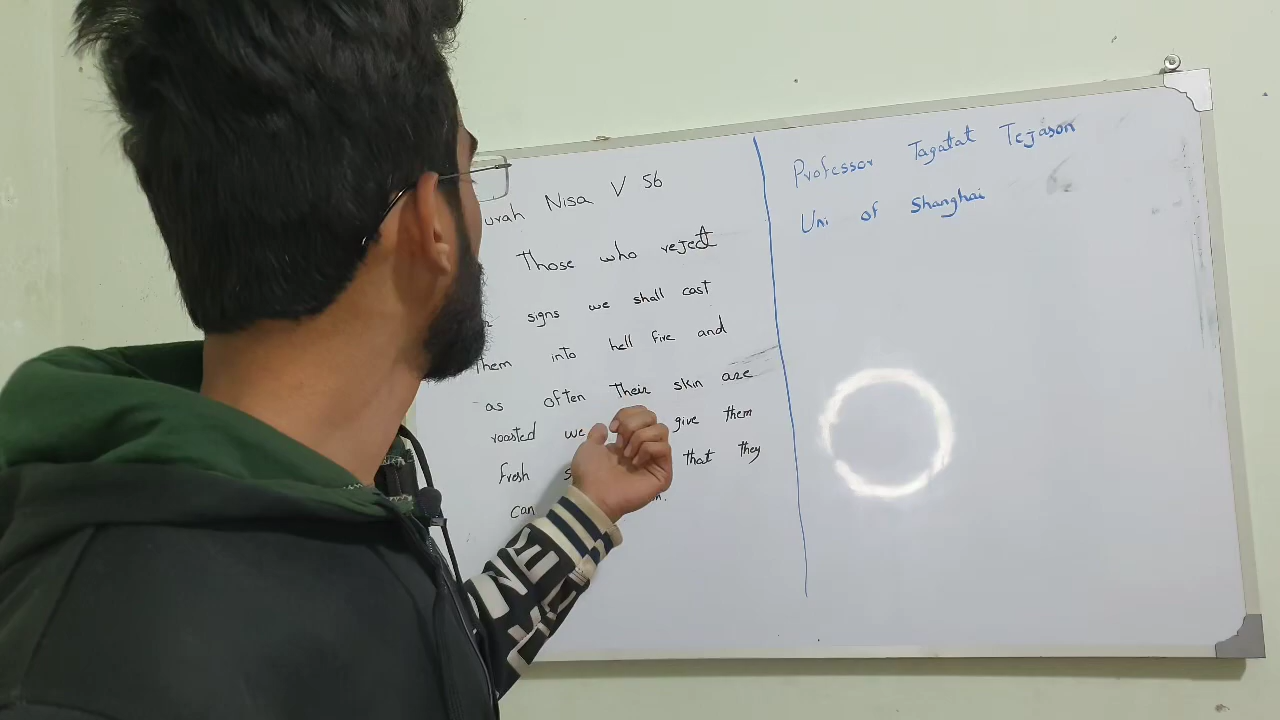 urah Nisa V 56
Those who reject
signs we shall cast
them into hell fire and
as often their skin are
roasted we give them
fresh that they
can
Professor Tagatat Tejason
Uni of Shanghai